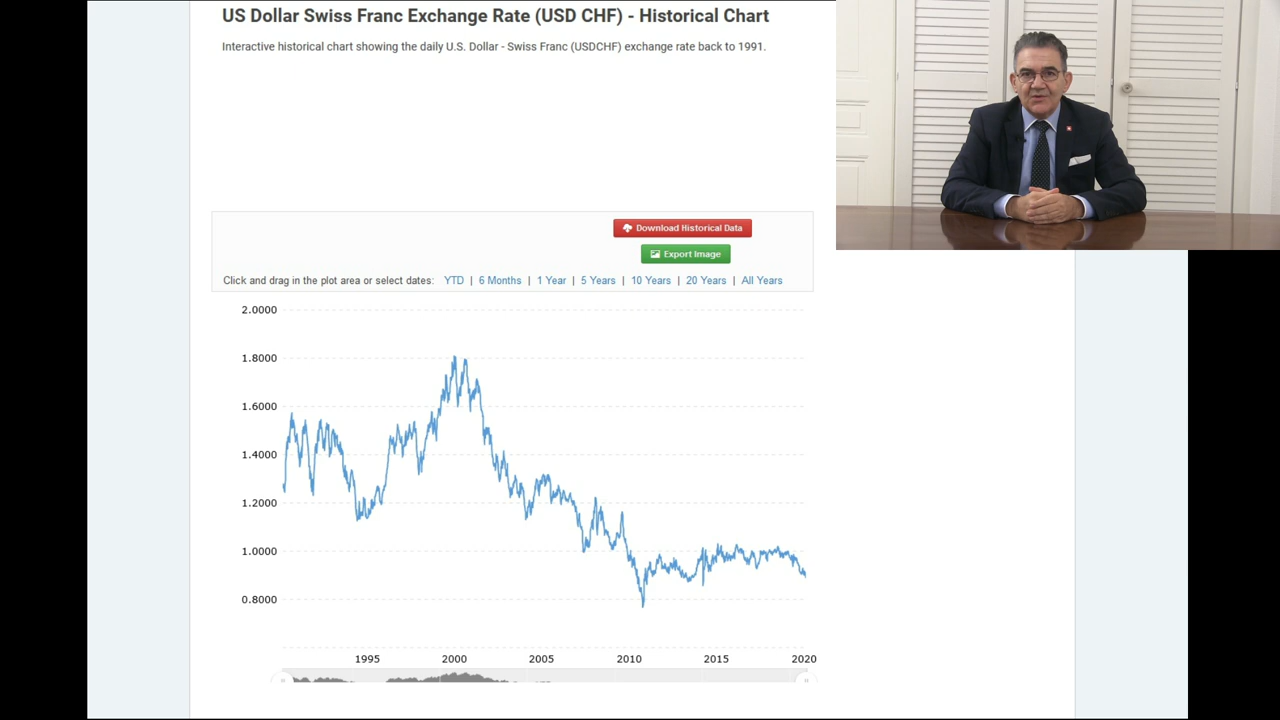 US Dollar Swiss Franc Exchange Rate (USD CHF) - Historical Chart
Interactive historical chart showing the daily U.S. Dollar - Swiss Franc (USDCHF) exchange rate back to 1991.
Download Historical Data
Export Image
Click and drag in the plot area or select dates: YTD | 6 Months | 1 Year | 5 Years | 10 Years | 20 Years | All Years
2.0000
1.8000
1.6000
1.4000
1.2000
1.0000
0.8000
1995 2000 2005 2010 2015 2020